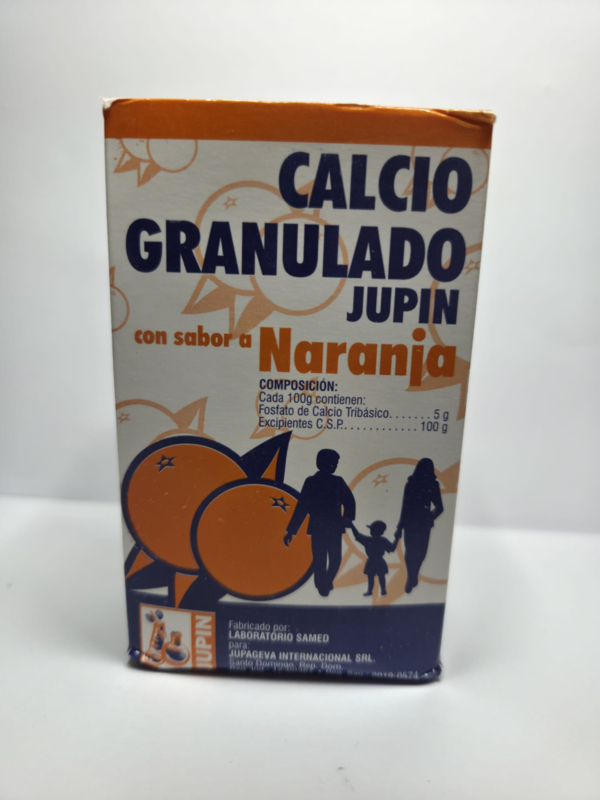 CALCIO
GRANULADO
JUPIN
con sabor a Naranja
COMPOSICIÓN:
Cada 100g contienen:
Fosfato de Calcio Tribásico. . . . . . . 5 g
Excipientes C.S.P. . . . . . . . . . . . . 100 g
JUPIN
Fabricado por:
LABORATORIO SAMED
para:
JUPAGEVA INTERNACIONAL SRL.
Santo Domingo, Rep. Dom.